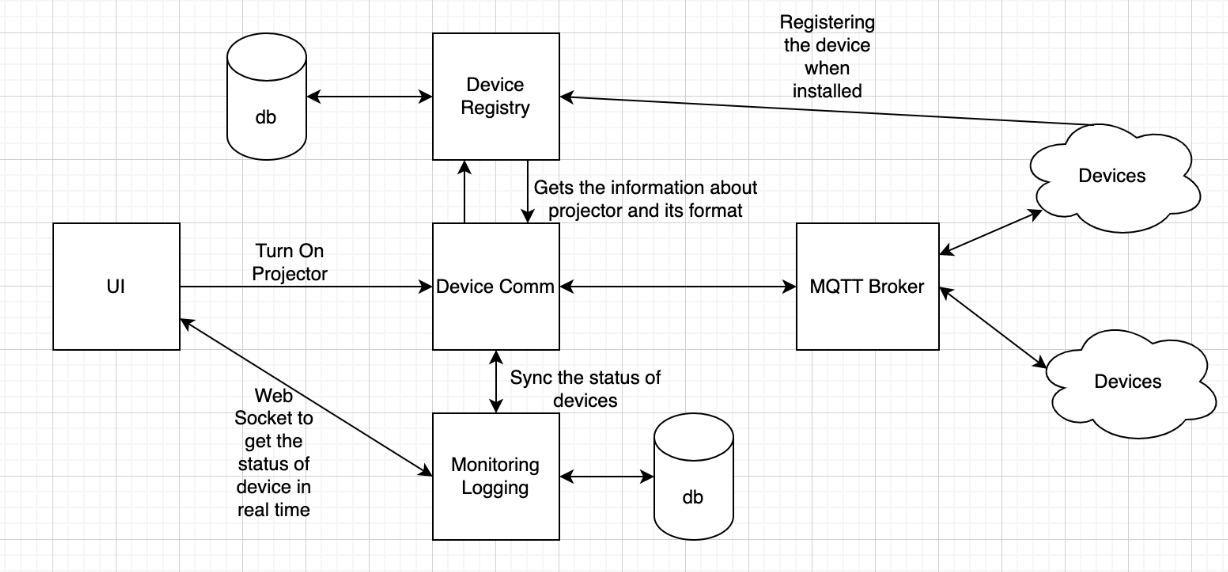 Registering
the device
when
installed
db
Device
Registry
Devices
Gets the information about
projector and its format
UI
Turn On
Projector
Device Comm
MQTT Broker
Devices
Sync the status of
devices
Web
Socket to
get the
status of
device in
real time
Monitoring
Logging
db